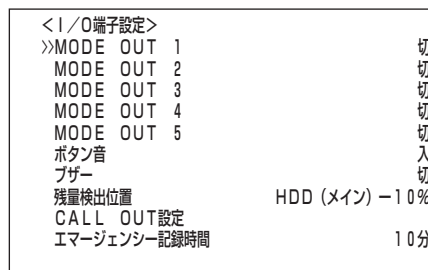 ＜Ｉ／Ｏ端子設定＞
≫ＭＯＤＥ　ＯＵＴ　１　切
ＭＯＤＥ　ＯＵＴ　２　切
ＭＯＤＥ　ＯＵＴ　３　切
ＭＯＤＥ　ＯＵＴ　４　切
ＭＯＤＥ　ＯＵＴ　５　切
ボタン音　入
ブザー　切
残量検出位置　ＨＤＤ（メイン）－１０％
ＣＡＬＬ　ＯＵＴ設定
エマージェンシー記録時間　１０分